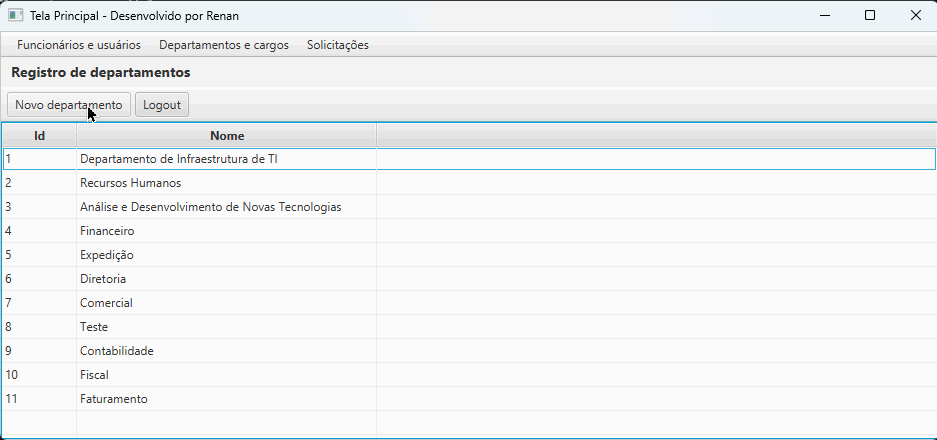 Tela Principal - Desenvolvido por Renan
Funcionários e usuários Departamentos e cargos Solicitações
Registro de departamentos
Novo departamento Logout
Id Nome
1 Departamento de Infraestrutura de TI
2 Recursos Humanos
3 Análise e Desenvolvimento de Novas Tecnologias
4 Financeiro
5 Expedição
6 Diretoria
7 Comercial
8 Teste
9 Contabilidade
10 Fiscal
11 Faturamento